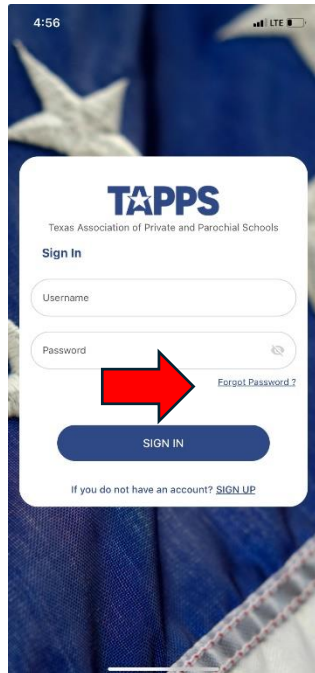 4:56 LTE
TAPPS
Texas Association of Private and Parochial Schools
Sign In
Username
Password
Forgot Password ?
SIGN IN
If you do not have an account? SIGN UP